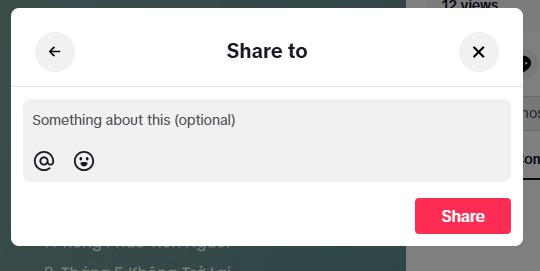 12 views
Share to
Something about this (optional)
Share
8. Tháng 5 Không Trở Lại